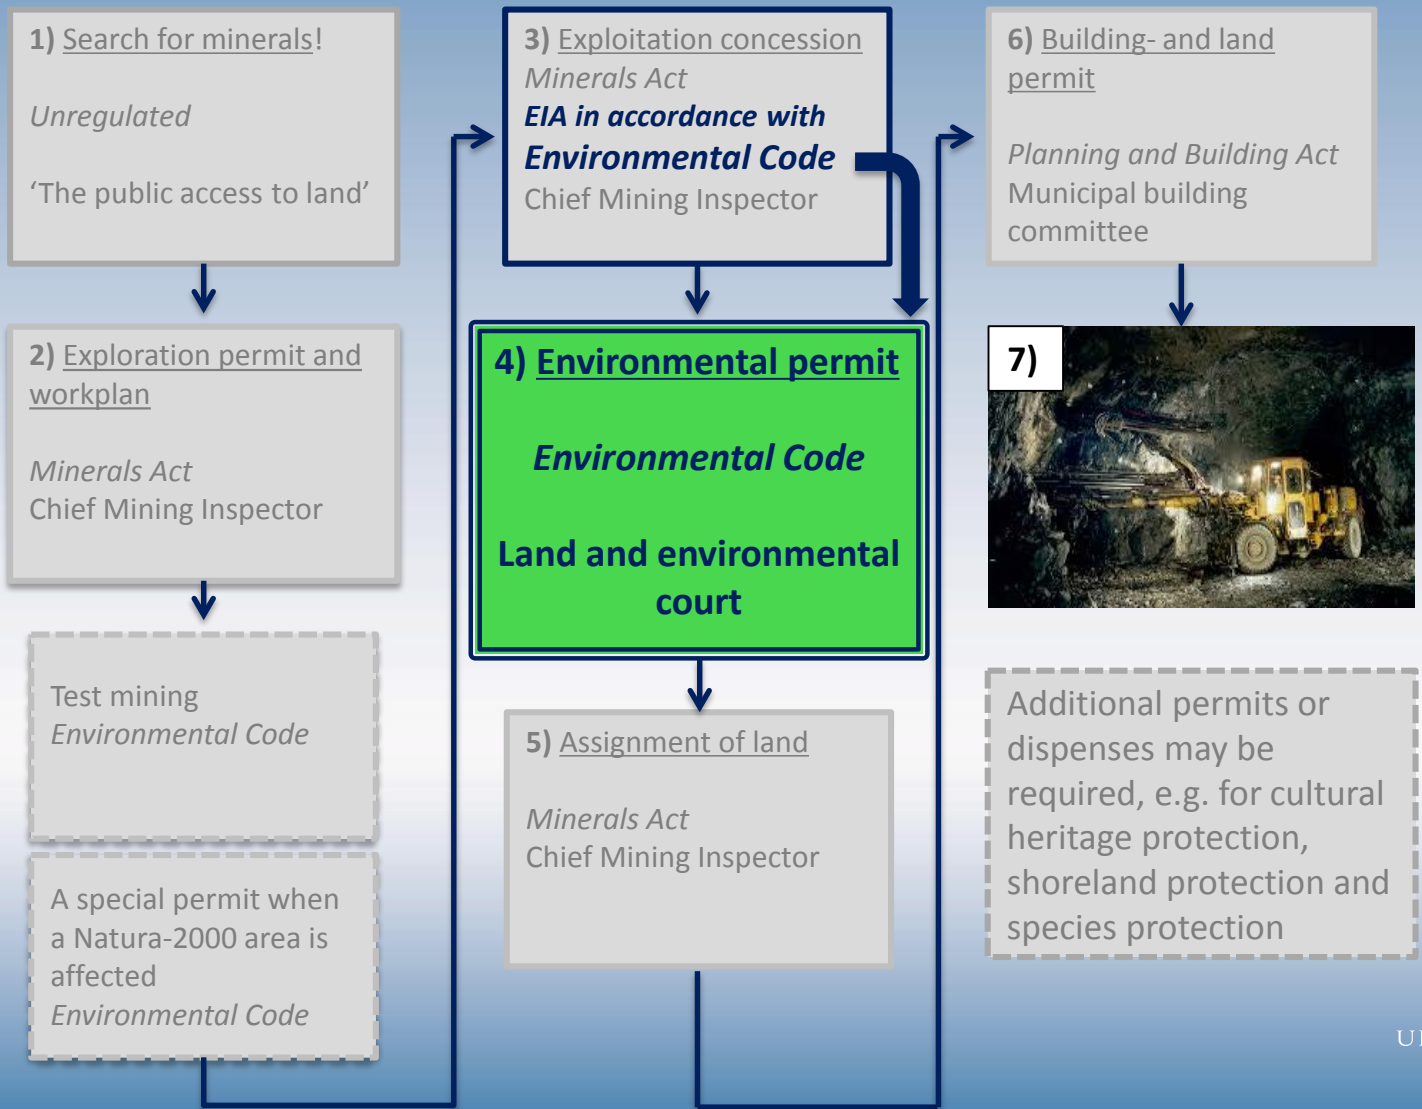 1) Search for minerals!
Unregulated
‘The public access to land’
2) Exploration permit and
workplan
Minerals Act
Chief Mining Inspector
Test mining
Environmental Code
A special permit when
a Natura-2000 area is
affected
Environmental Code
3) Exploitation concession
Minerals Act
EIA in accordance with
Environmental Code
Chief Mining Inspector
4) Environmental permit
Environmental Code
Land and environmental
court
5) Assignment of land
Minerals Act
Chief Mining Inspector
6) Building- and land
permit
Planning and Building Act
Municipal building
committee
7)
Additional permits or
dispenses may be
required, e.g. for cultural
heritage protection,
shoreland protection and
species protection